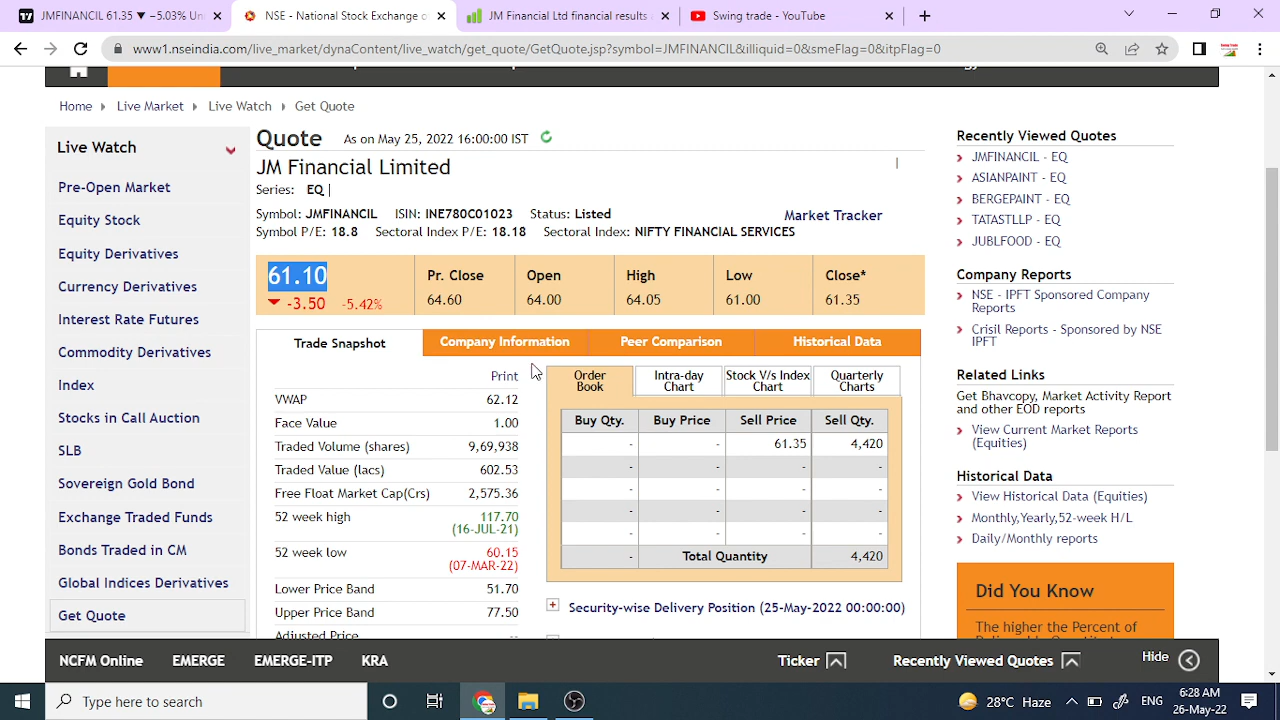 JMFINANCIL 61.35 ▼ −5.03% Un
NSE - National Stock Exchange o
JM Financial Ltd financial results
Swing trade - YouTube
www1.nseindia.com/live_market/dynaContent/live_watch/get_quote/GetQuote.jsp?symbol=JMFINANCIL&illiquid=0&smeFlag=0&itpFlag=0
Home Live Market Live Watch Get Quote
Live Watch
Pre-Open Market
Equity Stock
Equity Derivatives
Currency Derivatives
Interest Rate Futures
Commodity Derivatives
Index
Stocks in Call Auction
SLB
Sovereign Gold Bond
Exchange Traded Funds
Bonds Traded in CM
Global Indices Derivatives
Get Quote
Quote As on May 25, 2022 16:00:00 IST
JM Financial Limited |
Series: EQ |
Symbol: JMFINANCIL ISIN: INE780C01023 Status: Listed Market Tracker
Symbol P/E: 18.8 Sectoral Index P/E: 18.18 Sectoral Index: NIFTY FINANCIAL SERVICES
61.10 Pr. Close Open High Low Close*
-3.50 -5.42% 64.60 64.00 64.05 61.00 61.35
Trade Snapshot Company Information Peer Comparison Historical Data
Print
VWAP 62.12
Face Value 1.00
Traded Volume (shares) 9,69,938
Traded Value (lacs) 602.53
Free Float Market Cap(Crs) 2,575.36
52 week high 117.70
(16-JUL-21)
52 week low 60.15
(07-MAR-22)
Lower Price Band 51.70
Upper Price Band 77.50
Adjusted Price --
Order Book
Intra-day Chart
Stock V/s Index Chart
Quarterly Charts
Buy Qty. Buy Price Sell Price Sell Qty.
- - 61.35 4,420
- - - -
- - - -
- - - -
- - - -
- Total Quantity 4,420
Security-wise Delivery Position (25-May-2022 00:00:00)
Recently Viewed Quotes
JMFINANCIL - EQ
ASIANPAINT - EQ
BERGEPAINT - EQ
TATASTLLP - EQ
JUBLFOOD - EQ
Company Reports
NSE - IPFT Sponsored Company
Reports
Crisil Reports - Sponsored by NSE
IPFT
Related Links
Get Bhavcopy, Market Activity Report
and other EOD reports
View Current Market Reports
(Equities)
Historical Data
View Historical Data (Equities)
Monthly,Yearly,52-week H/L
Daily/Monthly reports
Did You Know
The higher the Percent of
NCFM Online EMERGE EMERGE-ITP KRA Ticker Recently Viewed Quotes Hide
Type here to search
28°C Haze
ENG
6:28 AM
26-May-22